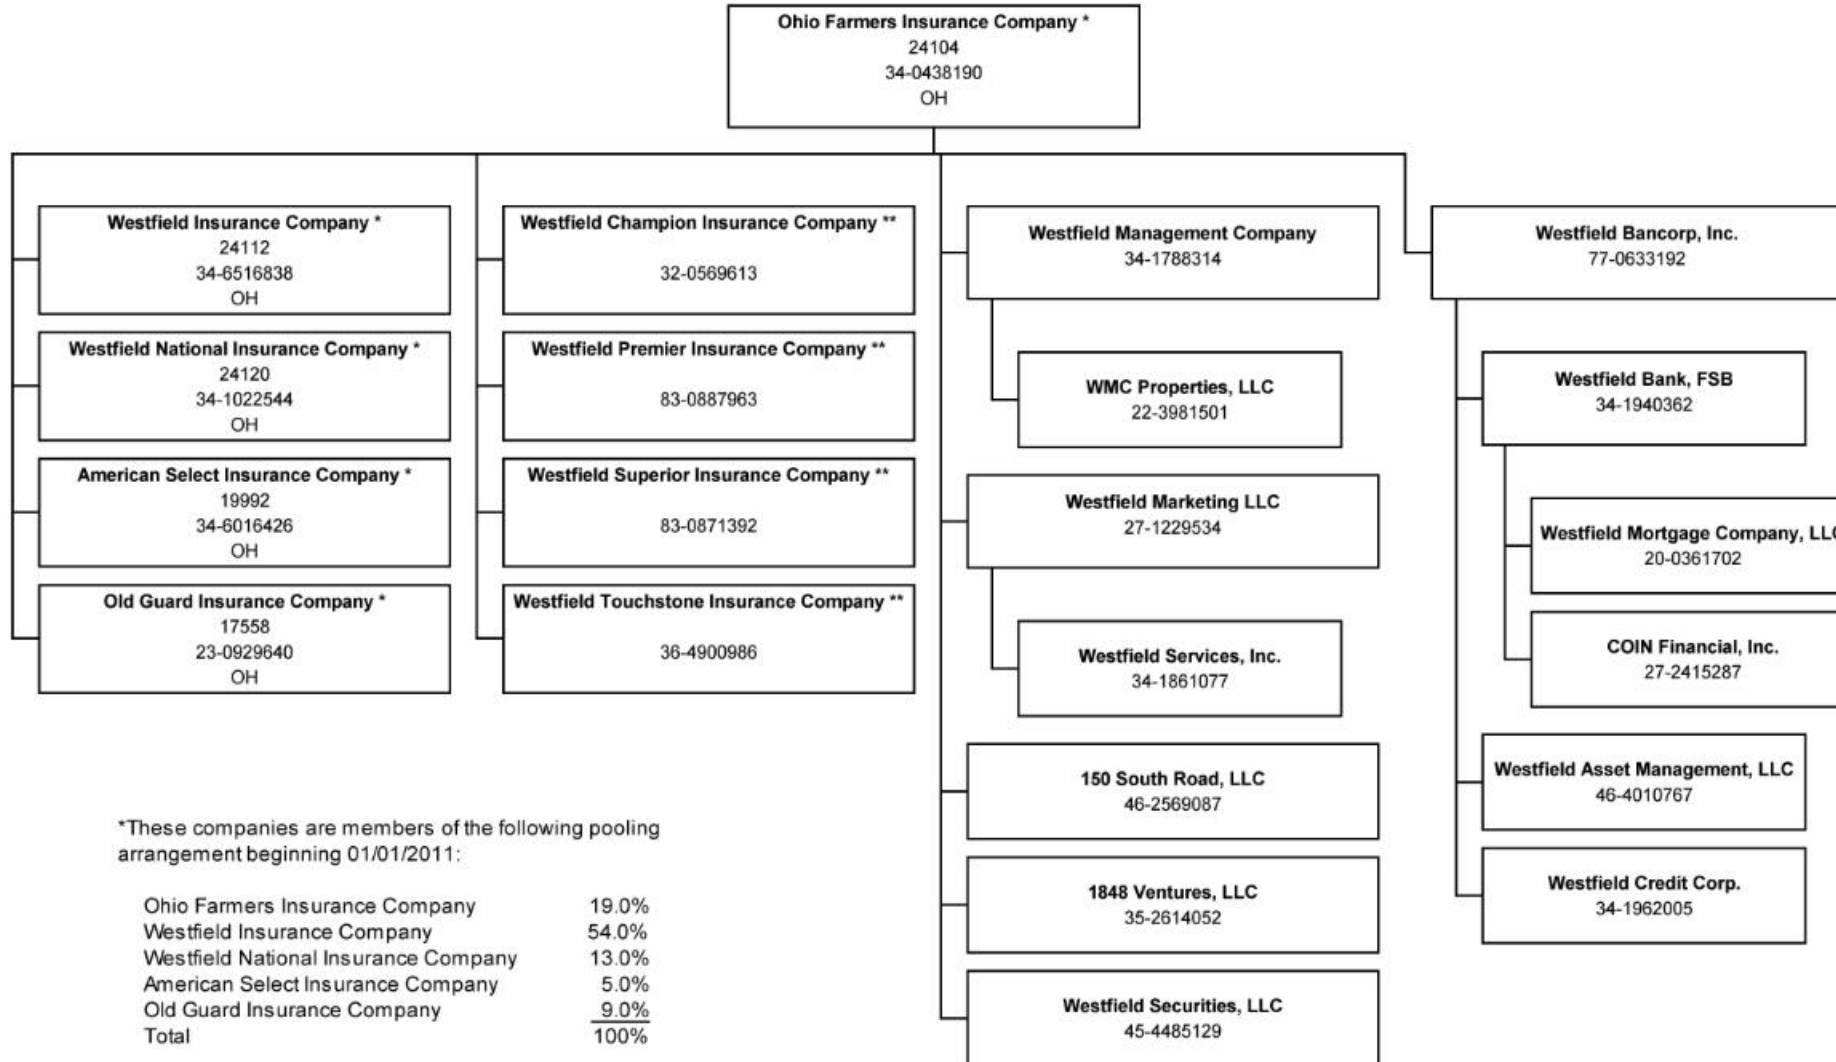 Ohio Farmers Insurance Company *
24104
34-0438190
OH
Westfield Insurance Company *
24112
34-6516838
OH
Westfield National Insurance Company *
24120
34-1022544
OH
American Select Insurance Company *
19992
34-6016426
OH
Old Guard Insurance Company *
17558
23-0929640
OH
Westfield Champion Insurance Company **
32-0569613
Westfield Premier Insurance Company **
83-0887963
Westfield Superior Insurance Company **
83-0871392
Westfield Touchstone Insurance Company **
36-4900986
Westfield Management Company
34-1788314
WMC Properties, LLC
22-3981501
Westfield Marketing LLC
27-1229534
Westfield Services, Inc.
34-1861077
150 South Road, LLC
46-2569087
1848 Ventures, LLC
35-2614052
Westfield Securities, LLC
45-4485129
Westfield Bancorp, Inc.
77-0633192
Westfield Bank, FSB
34-1940362
Westfield Mortgage Company, LLC
20-0361702
COIN Financial, Inc.
27-2415287
Westfield Asset Management, LLC
46-4010767
Westfield Credit Corp.
34-1962005
*These companies are members of the following pooling
arrangement beginning 01/01/2011:
Ohio Farmers Insurance Company 19.0%
Westfield Insurance Company 54.0%
Westfield National Insurance Company 13.0%
American Select Insurance Company 5.0%
Old Guard Insurance Company 9.0%
Total 100%